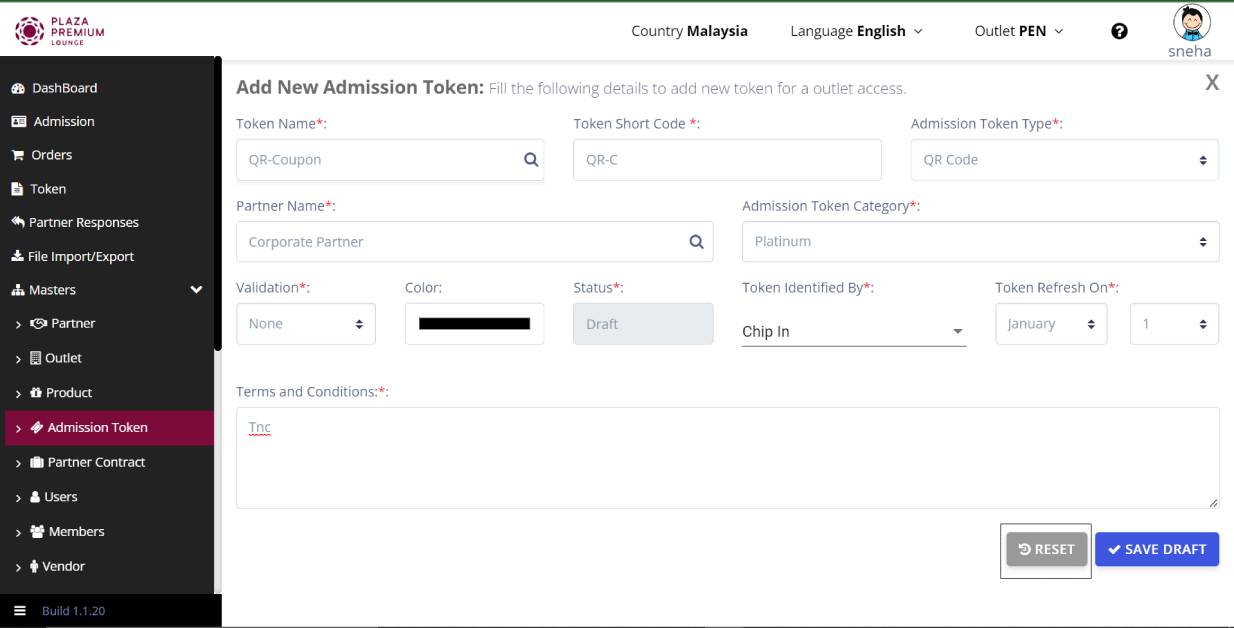 PLAZA
PREMIUM
LOUNGE
Country Malaysia
Language English
Outlet PEN
sneha
DashBoard
Admission
Orders
Token
Partner Responses
File Import/Export
Masters
Partner
Outlet
Product
Admission Token
Partner Contract
Users
Members
Vendor
Build 1.1.20
Add New Admission Token: Fill the following details to add new token for a outlet access.
X
Token Name*:
QR-Coupon
Token Short Code *:
QR-C
Admission Token Type*:
QR Code
Partner Name*:
Corporate Partner
Admission Token Category*:
Platinum
Validation*:
None
Color:
Status*:
Draft
Token Identified By*:
Chip In
Token Refresh On*:
January
1
Terms and Conditions:*:
Tnc
RESET
SAVE DRAFT